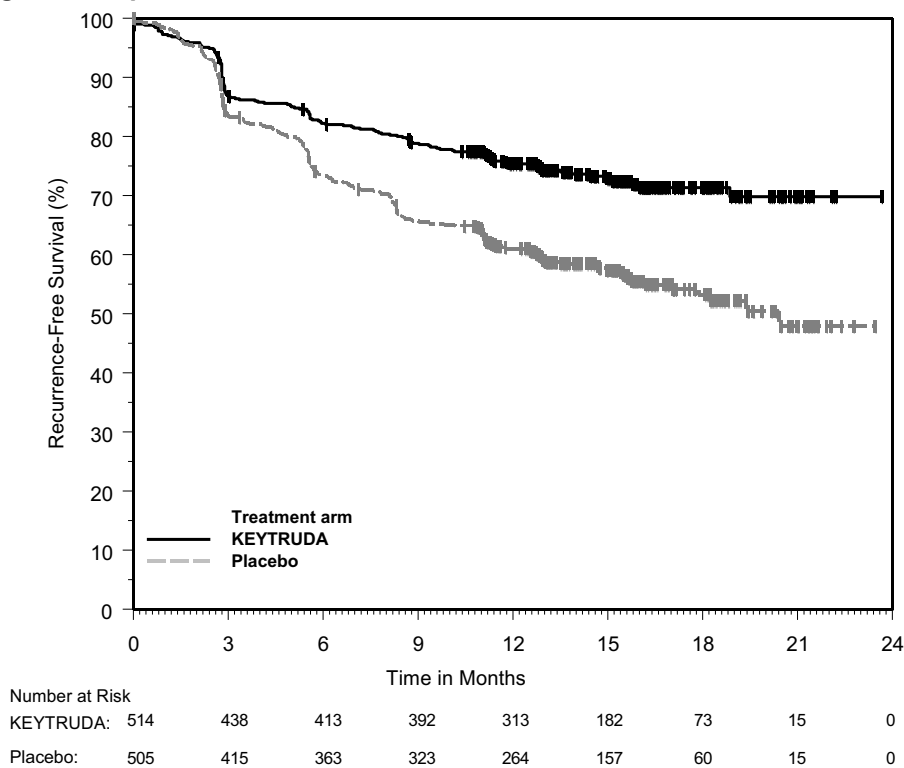 100
90
80
70
60
50
40
30
20
10
0
Recurrence-Free Survival (%)
Treatment arm
KEYTRUDA
Placebo
0 3 6 9 12 15 18 21 24
Time in Months
Number at Risk
KEYTRUDA: 514 438 413 392 313 182 73 15 0
Placebo: 505 415 363 323 264 157 60 15 0